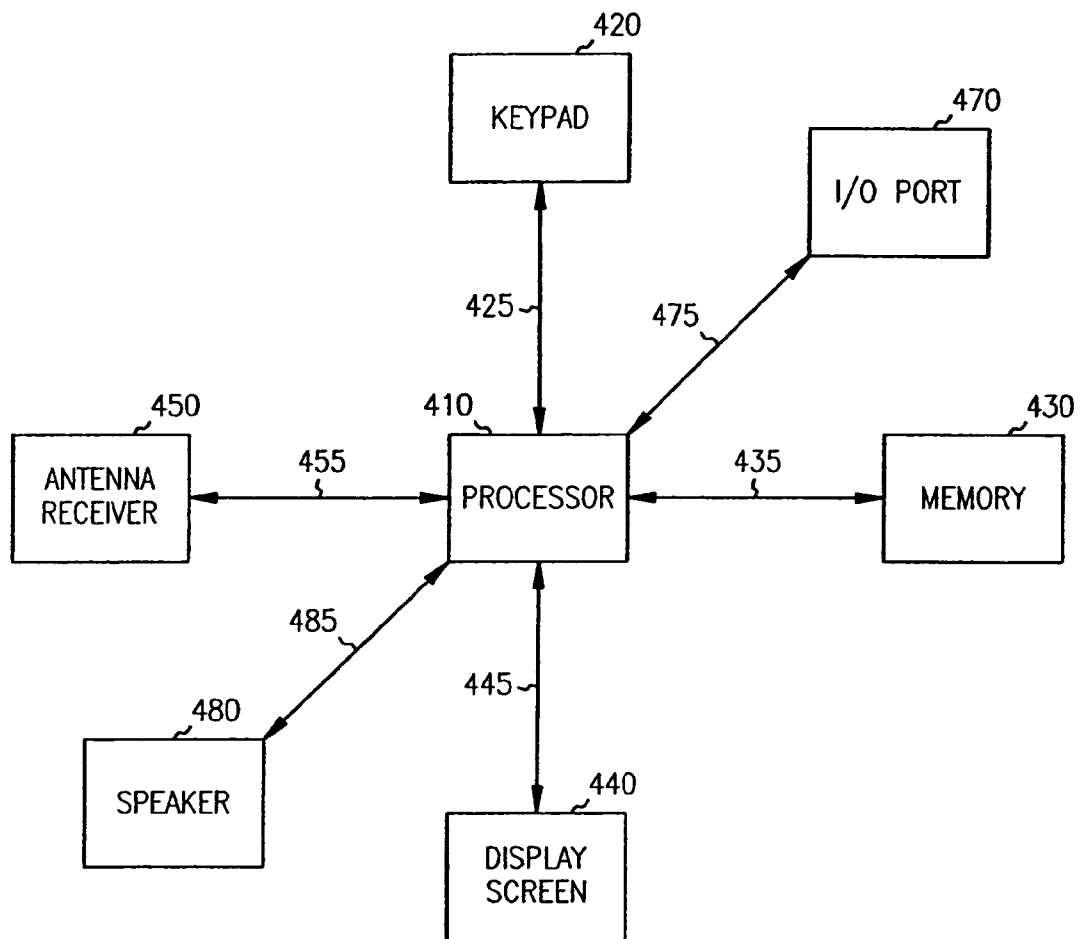 420
KEYPAD
470
I/O PORT
425
475
450
ANTENNA
RECEIVER
455
410
PROCESSOR
435
430
MEMORY
485
445
480
SPEAKER
440
DISPLAY
SCREEN